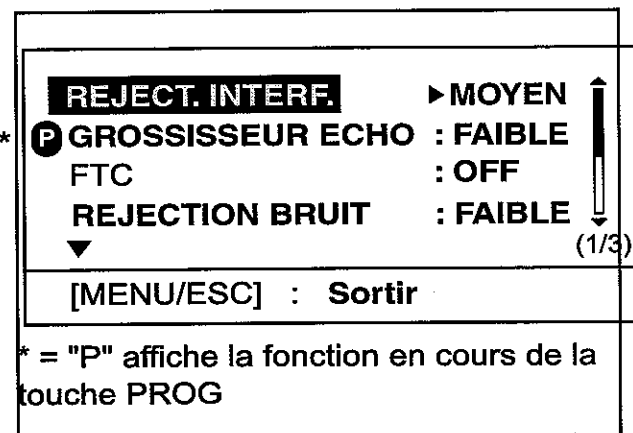 REJECT. INTERF. ▶MOYEN
* P GROSSISSEUR ECHO : FAIBLE
FTC : OFF
REJECTION BRUIT : FAIBLE
▼ (1/3)
[MENU/ESC] : Sortir
* = "P" affiche la fonction en cours de la
touche PROG